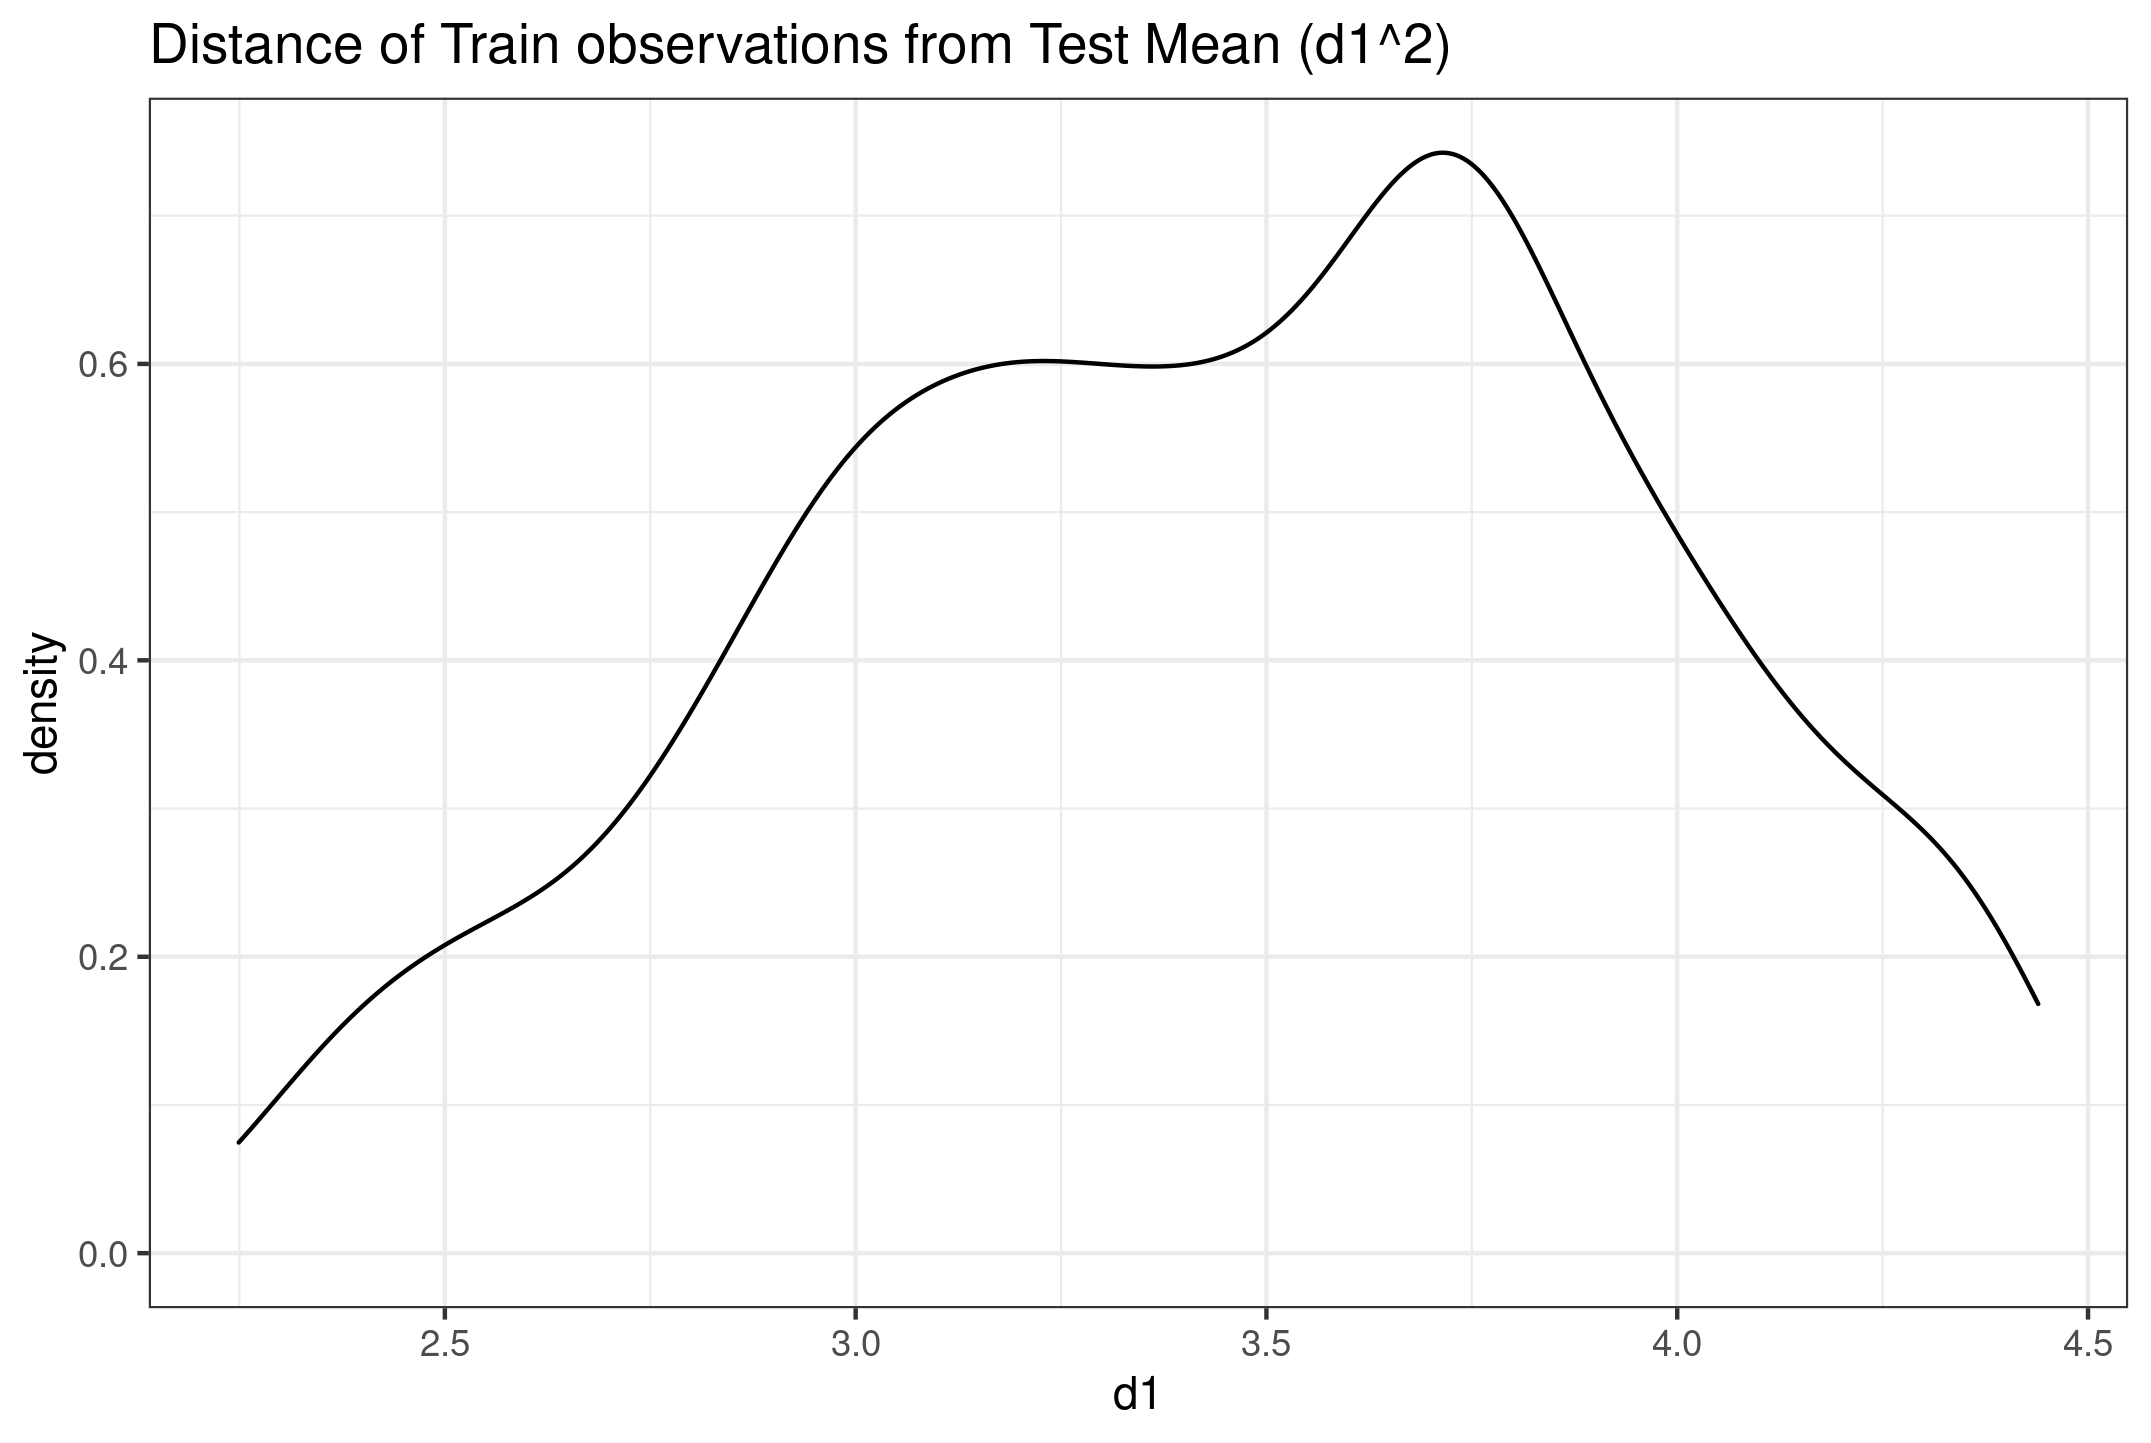 Distance of Train observations from Test Mean (d1^2)
density
0.6
0.4
0.2
0.0
2.5 3.0 3.5 4.0 4.5
d1